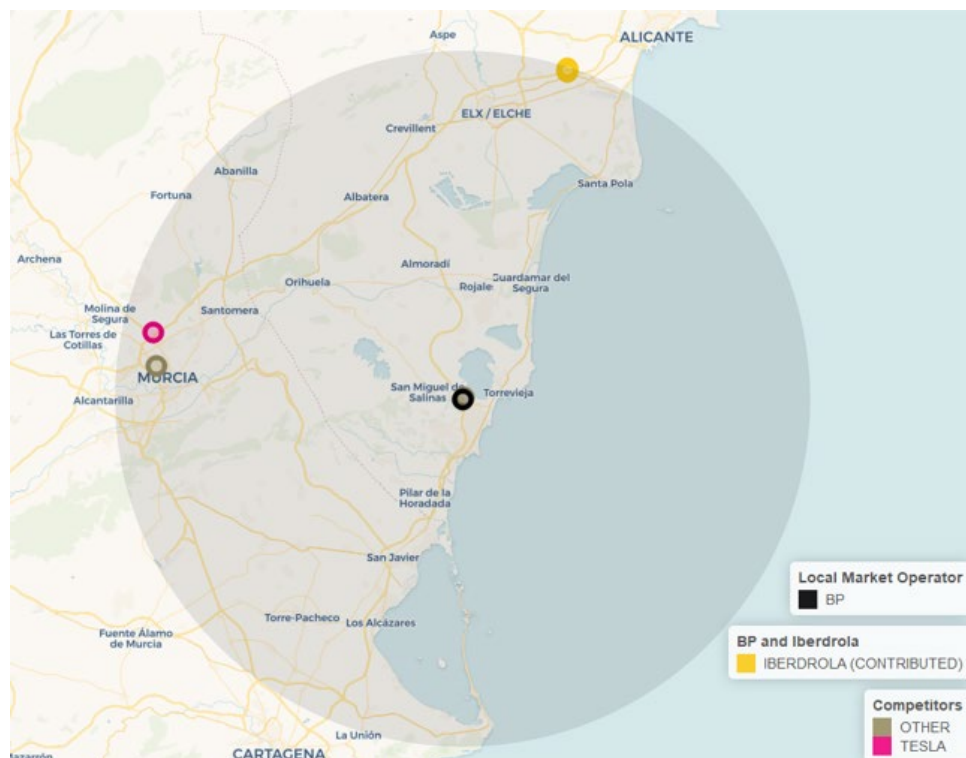 ALICANTE
Aspe
ELX / ELCHE
Crevillent
Abanilla
Santa Pola
Fortuna
Albatera
Archena
Almoradí
Guardamar del
Segura
Orihuela
Rojale
Molina de
Segura
Santomera
Las Torres de
Cotillas
MURCIA
San Miguel de
Salinas
Torrevieja
Alcantarilla
Pilar de la
Horadada
San Javier
Local Market Operator
BP
Torre-Pacheco
Los Alcázares
Fuente Álamo
de Murcia
BP and Iberdrola
IBERDROLA (CONTRIBUTED)
Competitors
OTHER
TESLA
La Unión
CARTAGENA